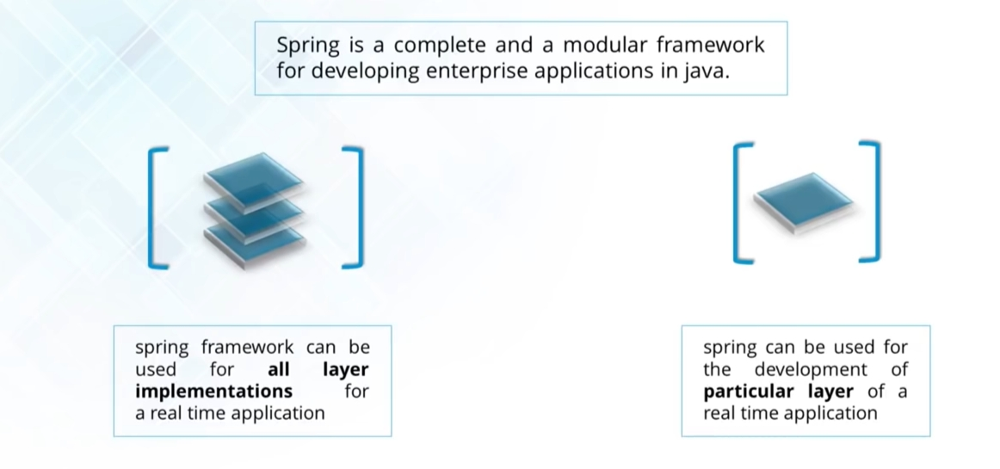 Spring is a complete and a modular framework
for developing enterprise applications in java.
spring framework can be
used for all layer
implementations for
a real time application
spring can be used for
the development of
particular layer of a
real time application